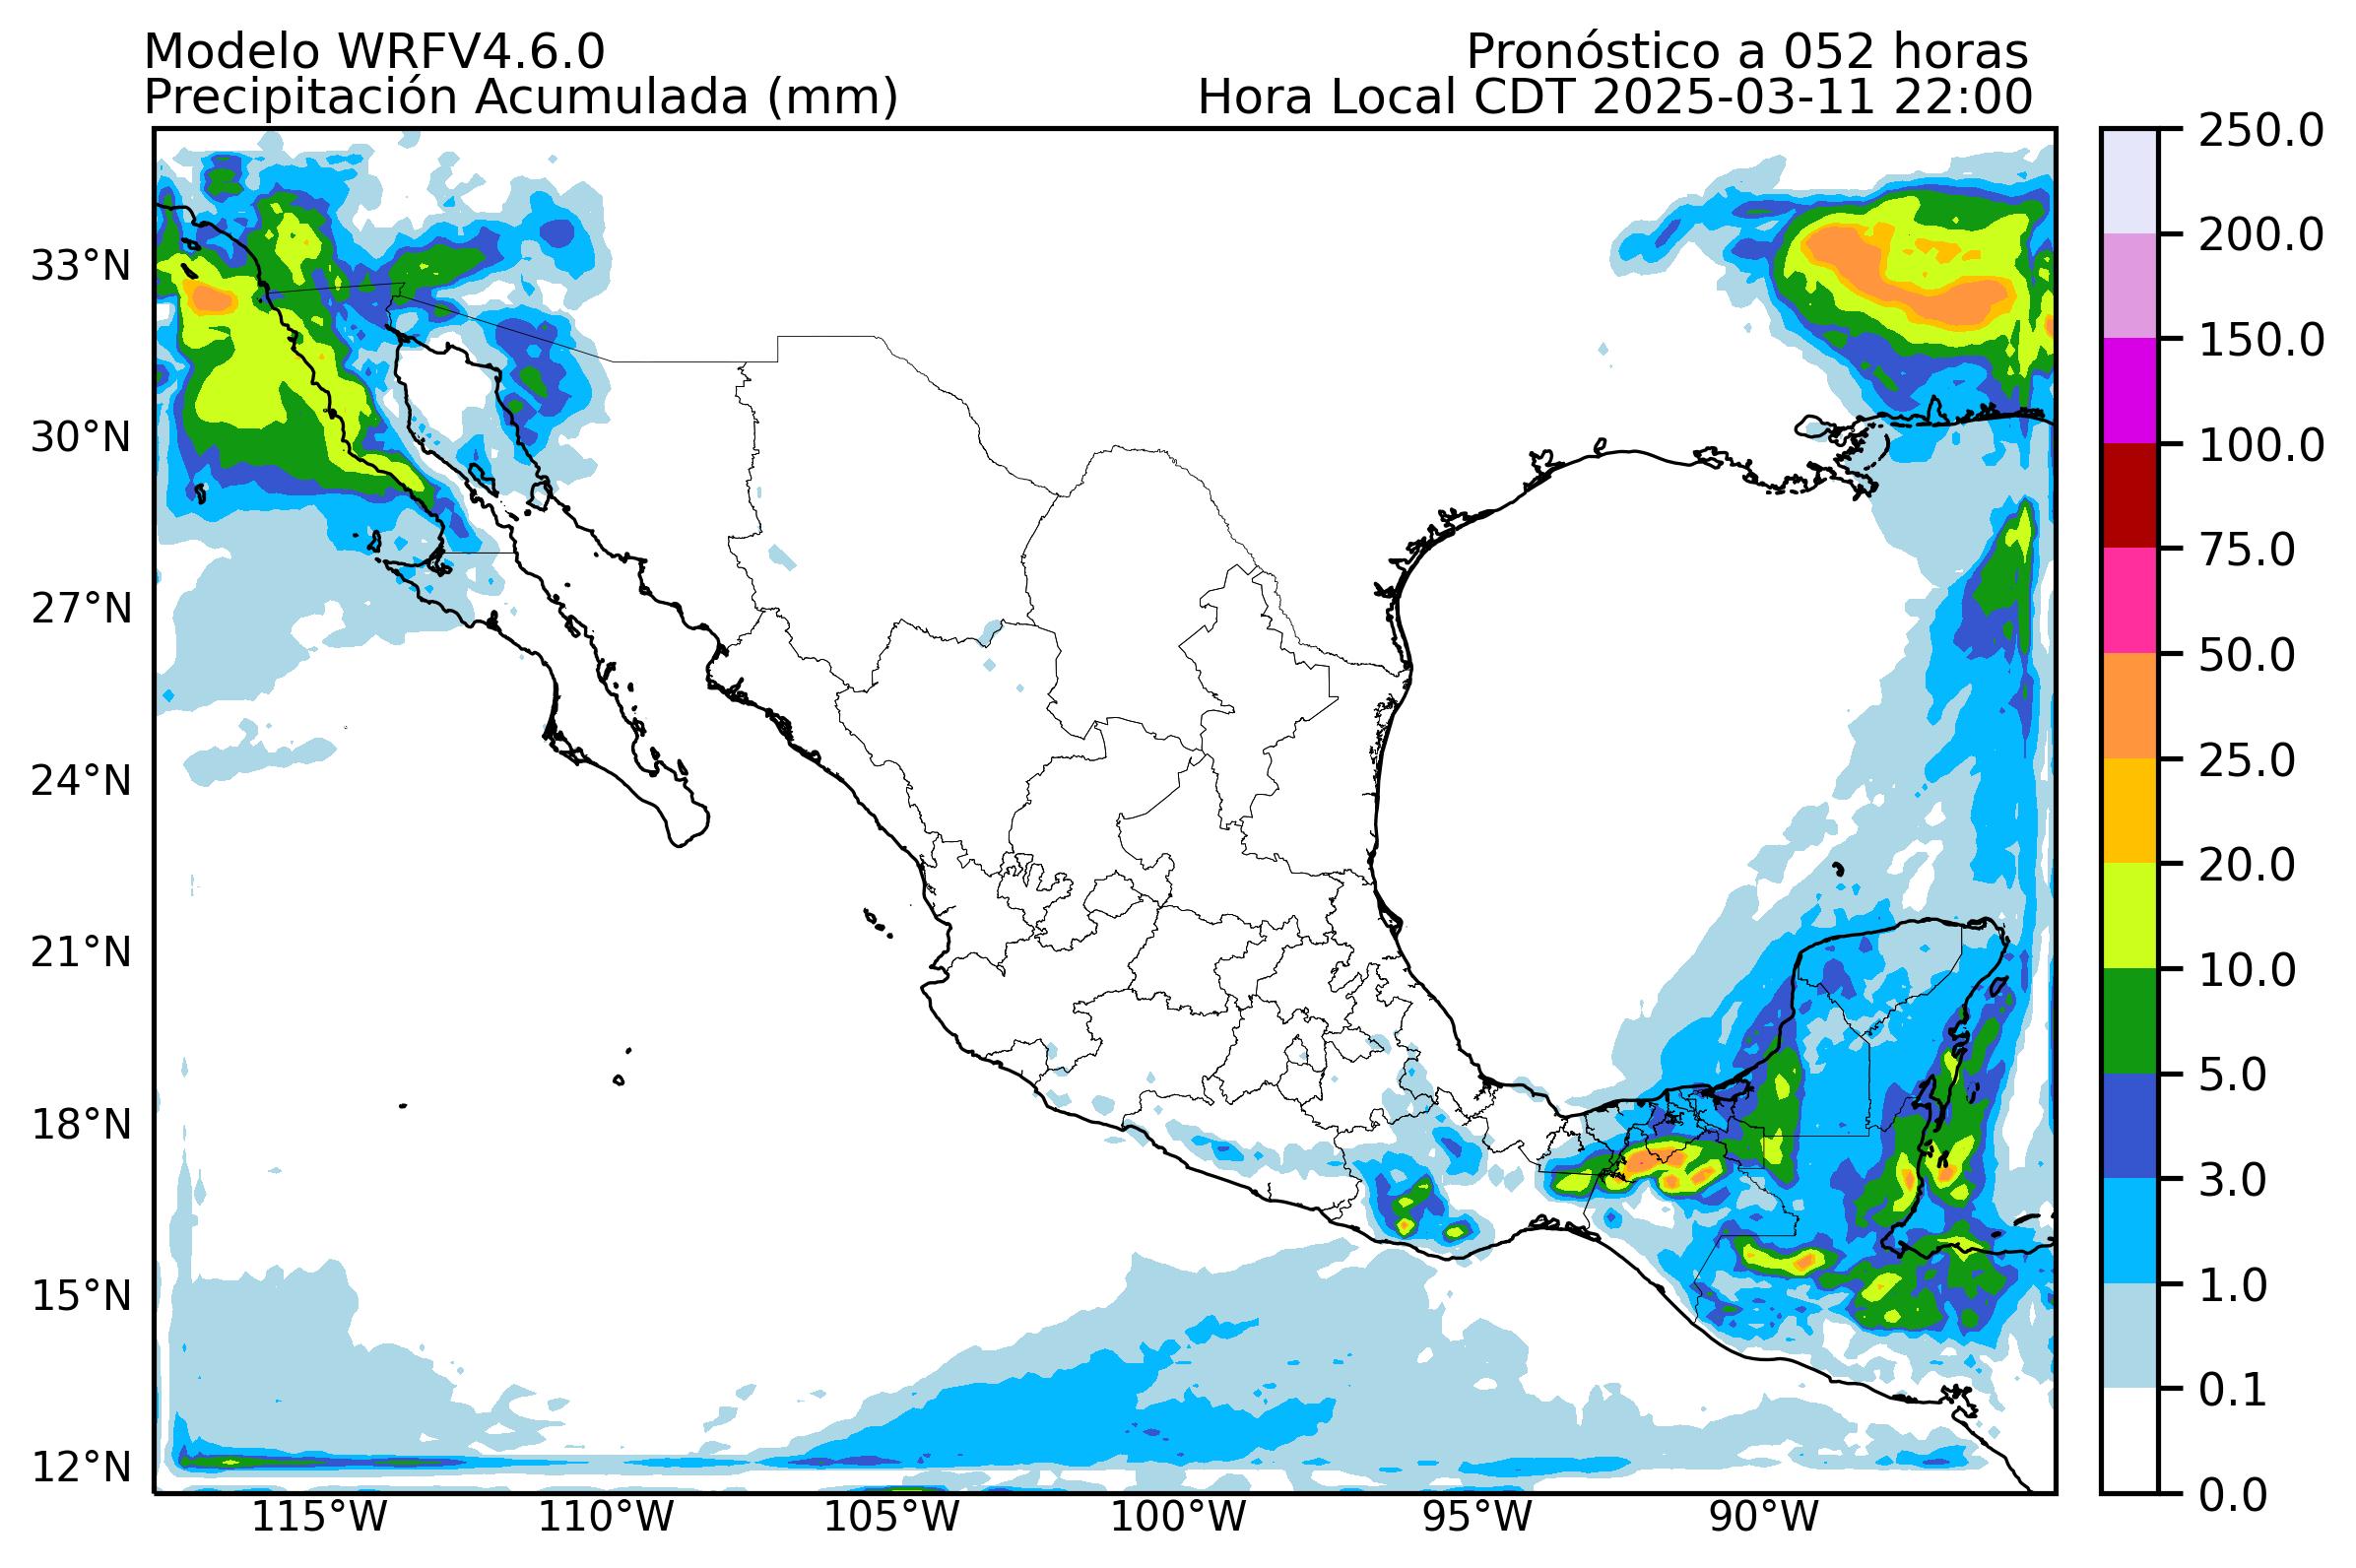 Modelo WRFV4.6.0
Pronóstico a 052 horas
Precipitación Acumulada (mm)
Hora Local CDT 2025-03-11 22:00
33°N
30°N
27°N
24°N
21°N
18°N
15°N
12°N
115°W
110°W
105°W
100°W
95°W
90°W
250.0
200.0
150.0
100.0
75.0
50.0
25.0
20.0
10.0
5.0
3.0
1.0
0.1
0.0